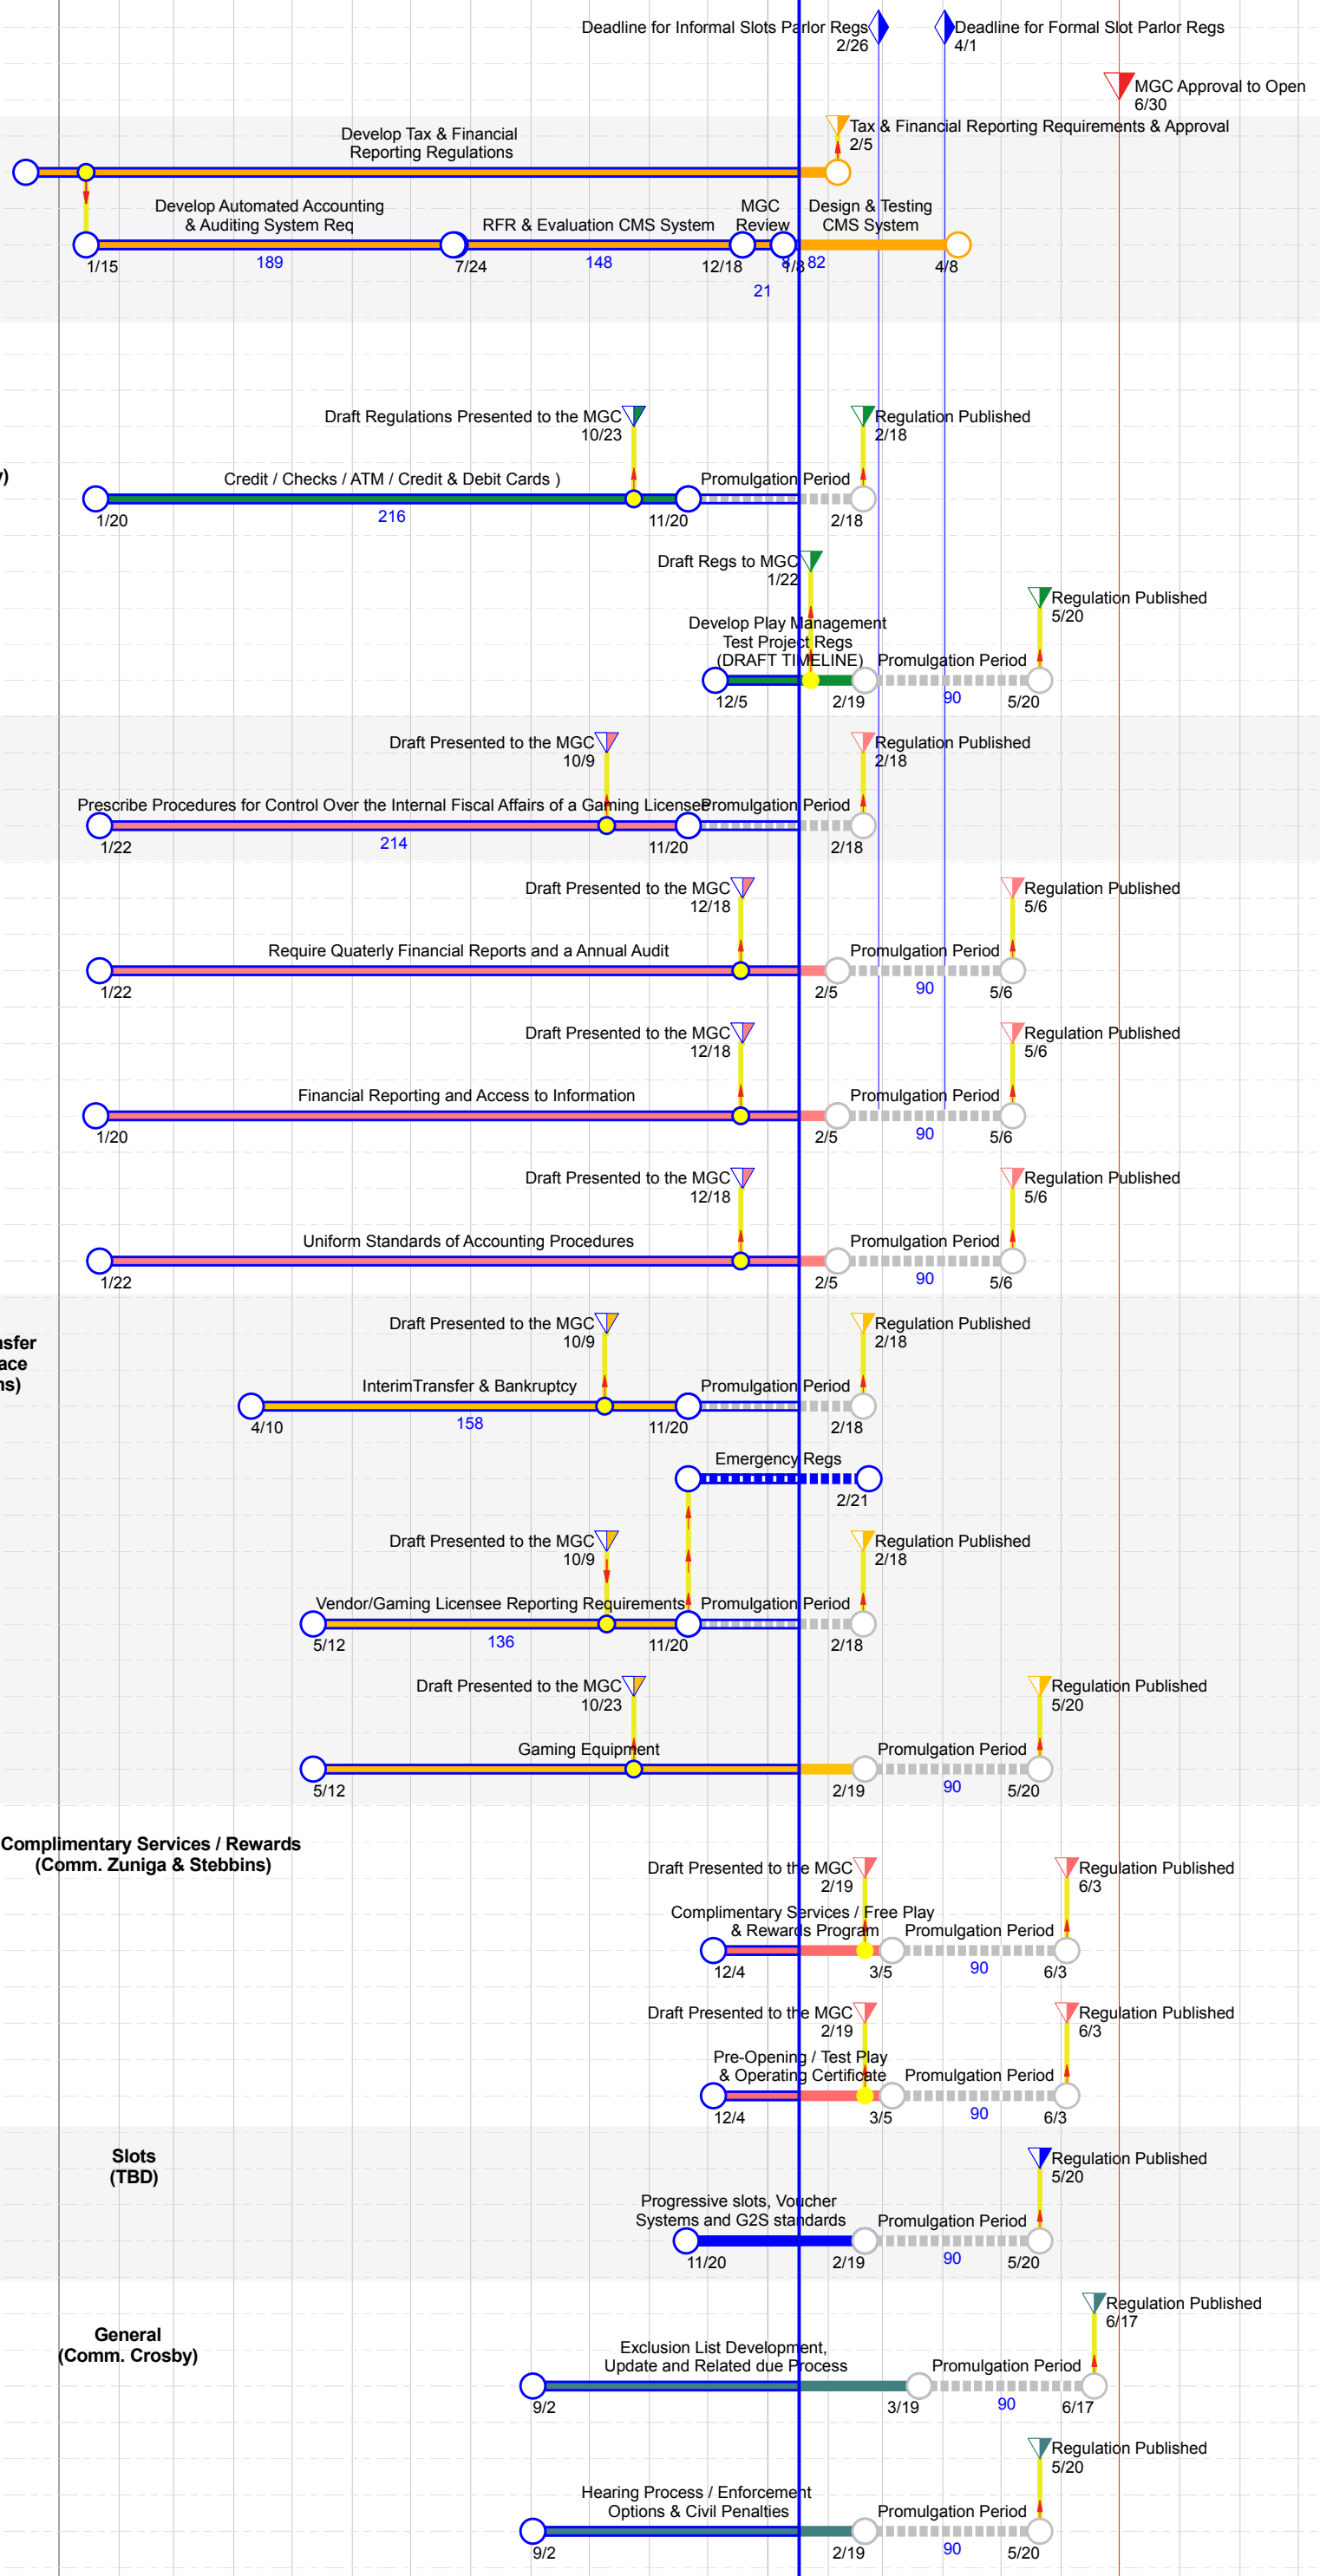 Deadline for Informal Slots Parlor Regs
2/26
Deadline for Formal Slot Parlor Regs
4/1
MGC Approval to Open
6/30
Develop Tax & Financial
Reporting Regulations
Tax & Financial Reporting Requirements & Approval
2/5
Develop Automated Accounting
& Auditing System Req
RFR & Evaluation CMS System
MGC
Review
Design & Testing
CMS System
1/15
189
7/24
148
12/18
21
1/8
8
82
4/8
Draft Regulations Presented to the MGC
10/23
Regulation Published
2/18
y)
Credit / Checks / ATM / Credit & Debit Cards )
Promulgation Period
1/20
216
11/20
2/18
Draft Regs to MGC
1/22
Regulation Published
5/20
Develop Play Management
Test Project Regs
(DRAFT TIMELINE)
Promulgation Period
12/5
2/19
90
5/20
Draft Presented to the MGC
10/9
Regulation Published
2/18
Prescribe Procedures for Control Over the Internal Fiscal Affairs of a Gaming Licensee
Promulgation Period
1/22
214
11/20
2/18
Draft Presented to the MGC
12/18
Regulation Published
5/6
Require Quaterly Financial Reports and a Annual Audit
Promulgation Period
1/22
2/5
90
5/6
Draft Presented to the MGC
12/18
Regulation Published
5/6
Financial Reporting and Access to Information
Promulgation Period
1/20
2/5
90
5/6
Draft Presented to the MGC
12/18
Regulation Published
5/6
Uniform Standards of Accounting Procedures
Promulgation Period
1/22
2/5
90
5/6
nsfer
ace
ns)
Draft Presented to the MGC
10/9
Regulation Published
2/18
InterimTransfer & Bankruptcy
Promulgation Period
4/10
158
11/20
2/18
Emergency Regs
2/21
Draft Presented to the MGC
10/9
Regulation Published
2/18
Vendor/Gaming Licensee Reporting Requirements
Promulgation Period
5/12
136
11/20
2/18
Draft Presented to the MGC
10/23
Regulation Published
5/20
Gaming Equipment
Promulgation Period
5/12
2/19
90
5/20
Complimentary Services / Rewards
(Comm. Zuniga & Stebbins)
Draft Presented to the MGC
2/19
Regulation Published
6/3
Complimentary Services / Free Play
& Rewards Program
Promulgation Period
12/4
3/5
90
6/3
Draft Presented to the MGC
2/19
Regulation Published
6/3
Pre-Opening / Test Play
& Operating Certificate
Promulgation Period
12/4
3/5
90
6/3
Slots
(TBD)
Regulation Published
5/20
Progressive slots, Voucher
Systems and G2S standards
Promulgation Period
11/20
2/19
90
5/20
General
(Comm. Crosby)
Regulation Published
6/17
Exclusion List Development,
Update and Related due Process
Promulgation Period
9/2
3/19
90
6/17
Regulation Published
5/20
Hearing Process / Enforcement
Options & Civil Penalties
Promulgation Period
9/2
2/19
90
5/20